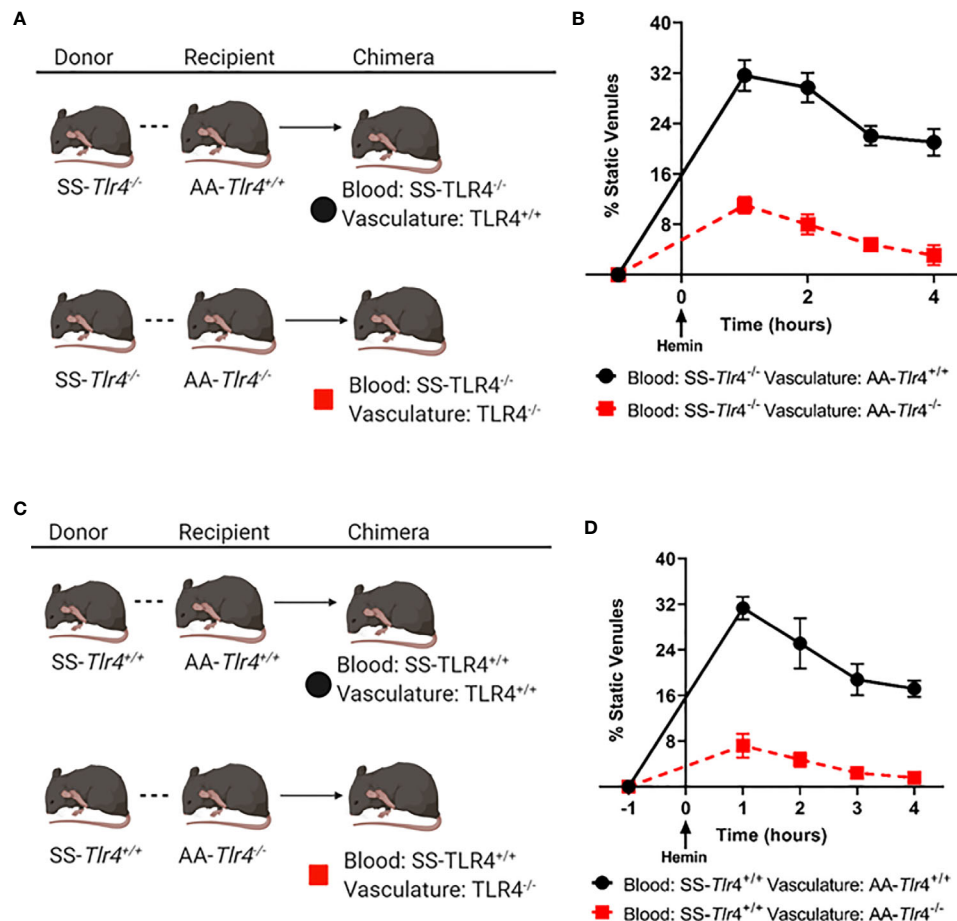 A
Donor Recipient Chimera
SS-Tlr4-/- AA-Tlr4+/+
Blood: SS-TLR4-/-
Vasculature: TLR4+/+
SS-Tlr4-/- AA-Tlr4-/-
Blood: SS-TLR4-/-
Vasculature: TLR4-/-
B
% Static Venules
40
32
24
16
8
0 2 4
Time (hours)
Hemin
Blood: SS-Tlr4-/- Vasculature: AA-Tlr4+/+
Blood: SS-Tlr4-/- Vasculature: AA-Tlr4-/-
C
Donor Recipient Chimera
SS-Tlr4+/+ AA-Tlr4+/+
Blood: SS-TLR4+/+
Vasculature: TLR4+/+
SS-Tlr4+/+ AA-Tlr4-/-
Blood: SS-TLR4+/+
Vasculature: TLR4-/-
D
% Static Venules
40
32
24
16
8
-1 0 1 2 3 4
Time (hours)
Hemin
Blood: SS-Tlr4+/+ Vasculature: AA-Tlr4+/+
Blood: SS-Tlr4+/+ Vasculature: AA-Tlr4-/-